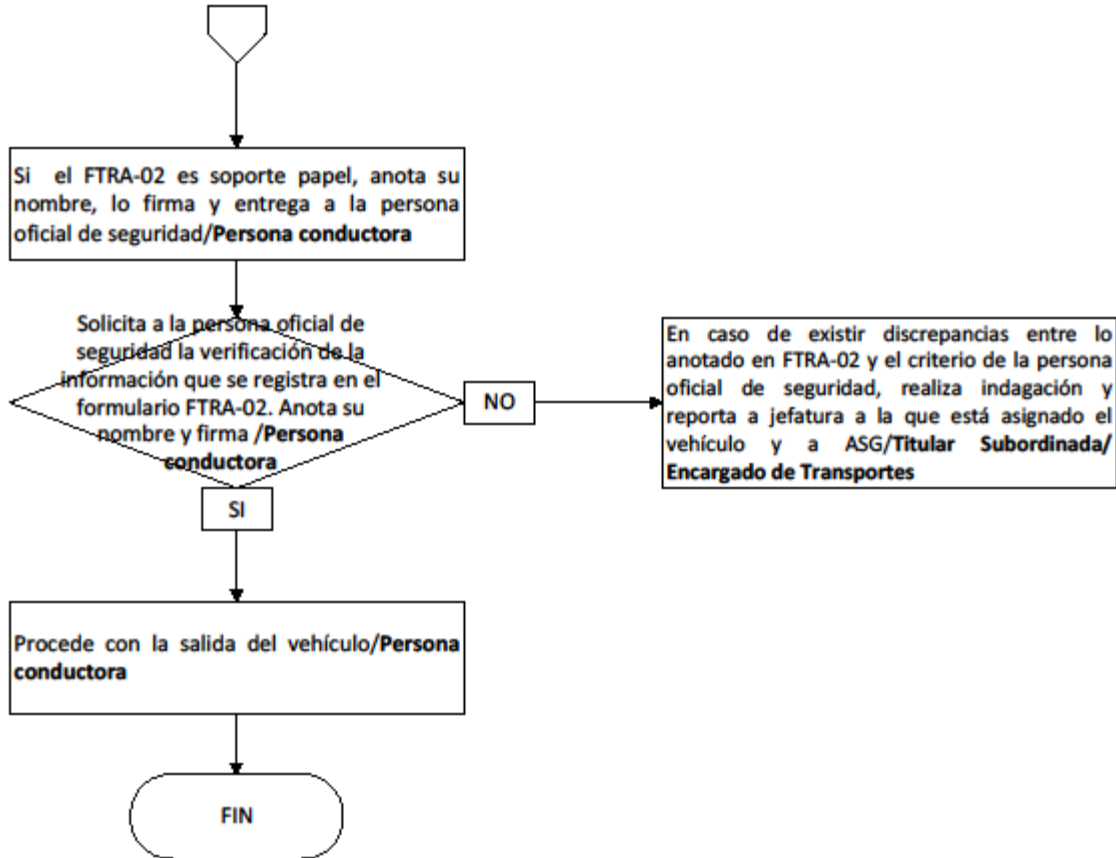 Si el FTRA-02 es soporte papel, anota su
nombre, lo firma y entrega a la persona
oficial de seguridad/Persona conductora
Solicita a la persona oficial de
seguridad la verificación de la
información que se registra en el
formulario FTRA-02. Anota su
nombre y firma /Persona
conductora
NO
En caso de existir discrepancias entre lo
anotado en FTRA-02 y el criterio de la persona
oficial de seguridad, realiza indagación y
reporta a jefatura a la que está asignado el
vehículo y a ASG/Titular Subordinada/
Encargado de Transportes
SI
Procede con la salida del vehículo/Persona
conductora
FIN